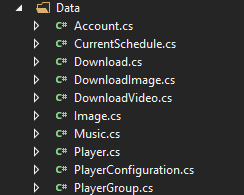 Data
C# Account.cs
C# CurrentSchedule.cs
C# Download.cs
C# DownloadImage.cs
C# DownloadVideo.cs
C# Image.cs
C# Music.cs
C# Player.cs
C# PlayerConfiguration.cs
C# PlayerGroup.cs